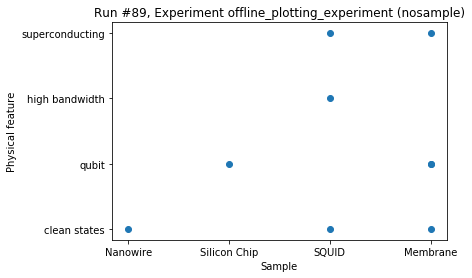 Run #89, Experiment offline_plotting_experiment (nosample)
superconducting
high bandwidth
Physical feature
qubit
clean states
Nanowire Silicon Chip SQUID Membrane
Sample